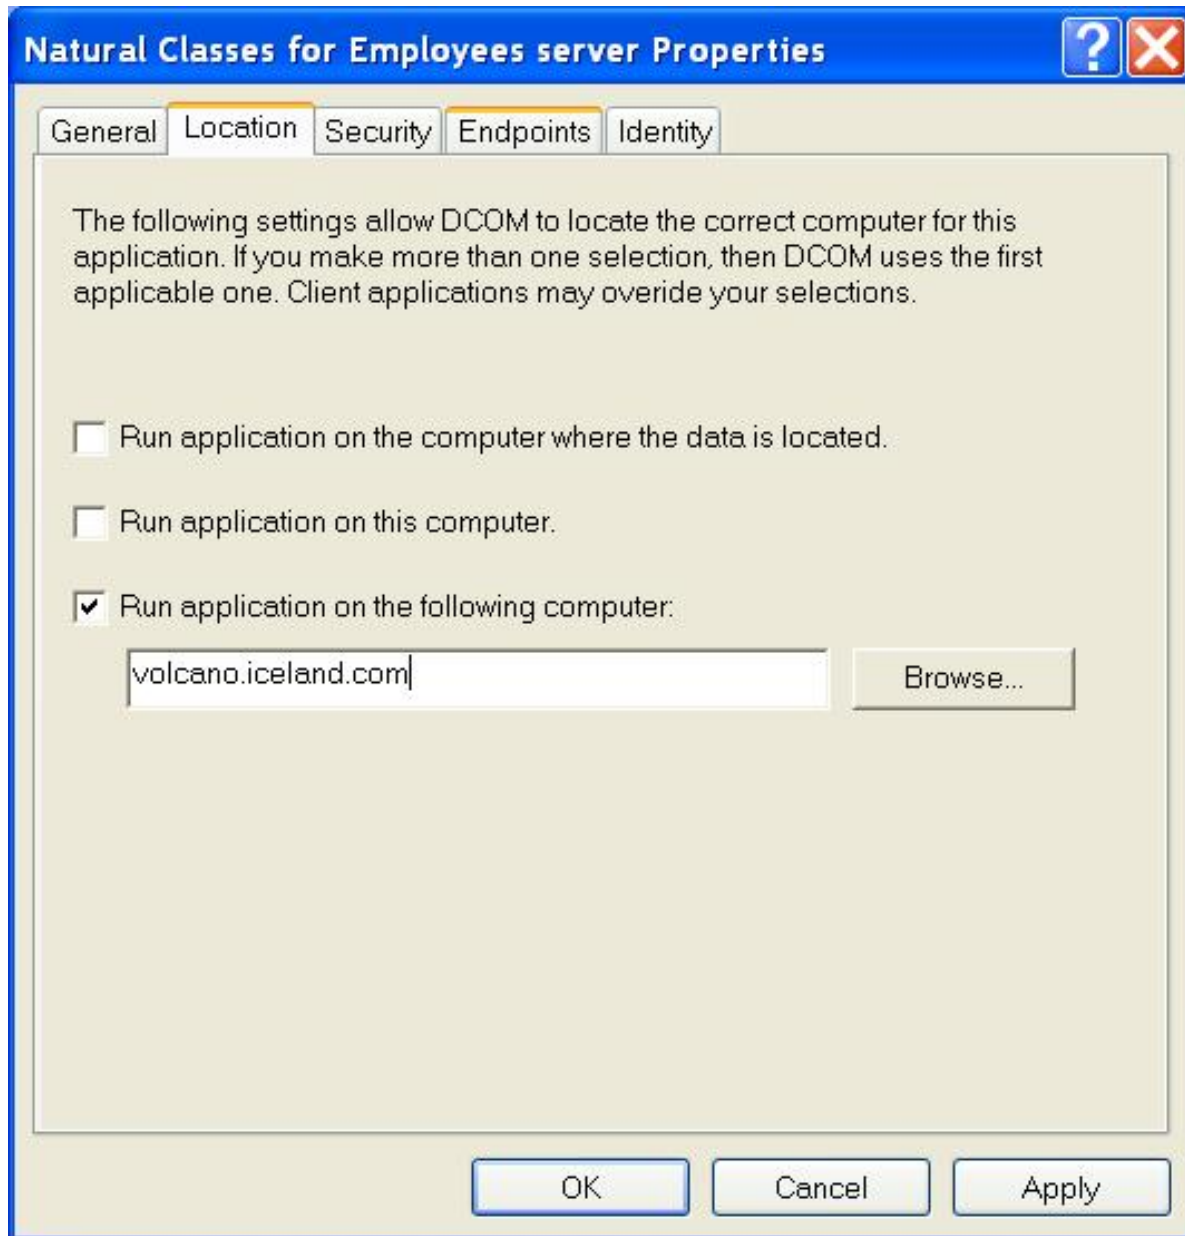 Natural Classes for Employees server Properties
General Location Security Endpoints Identity
The following settings allow DCOM to locate the correct computer for this
application. If you make more than one selection, then DCOM uses the first
applicable one. Client applications may overide your selections.
Run application on the computer where the data is located.
Run application on this computer.
Run application on the following computer:
volcano.iceland.com
Browse...
OK Cancel Apply